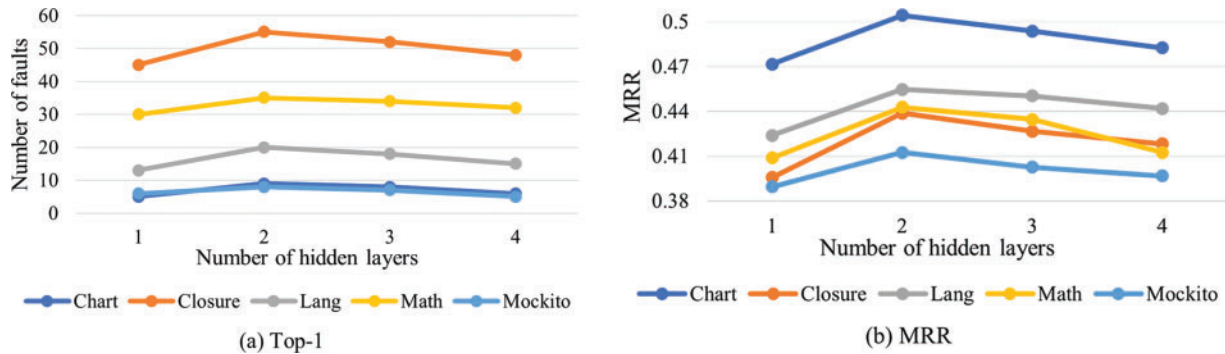 60
50
40
30
20
10
0
Number of faults
1 2 3 4
Number of hidden layers
Chart Closure Lang Math Mockito
(a) Top-1
0.5
0.47
0.44
0.41
0.38
MRR
1 2 3 4
Number of hidden layers
Chart Closure Lang Math Mockito
(b) MRR